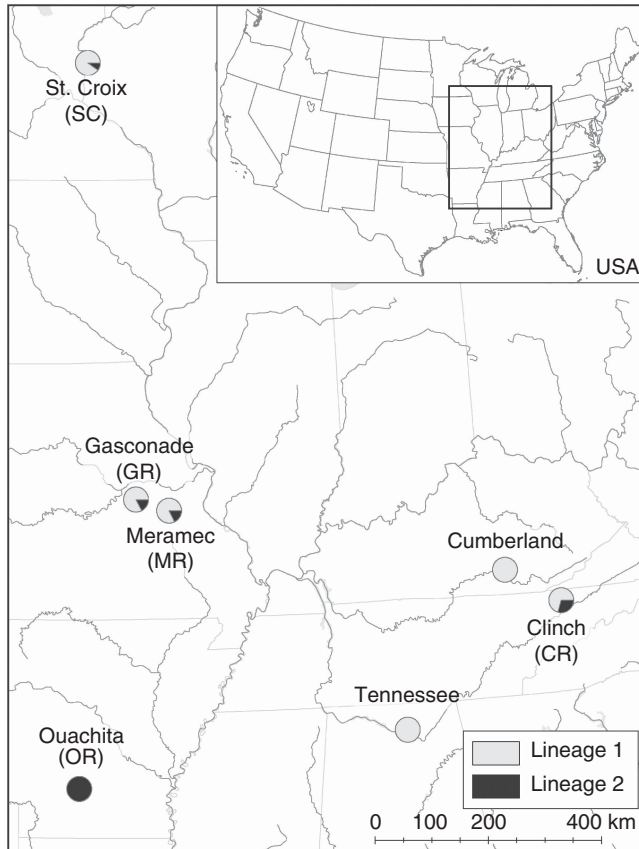 St. Croix
(SC)
USA
Gasconade
(GR)
Meramec
(MR)
Cumberland
Clinch
(CR)
Tennessee
Ouachita
(OR)
Lineage 1
Lineage 2
0 100 200 400 km